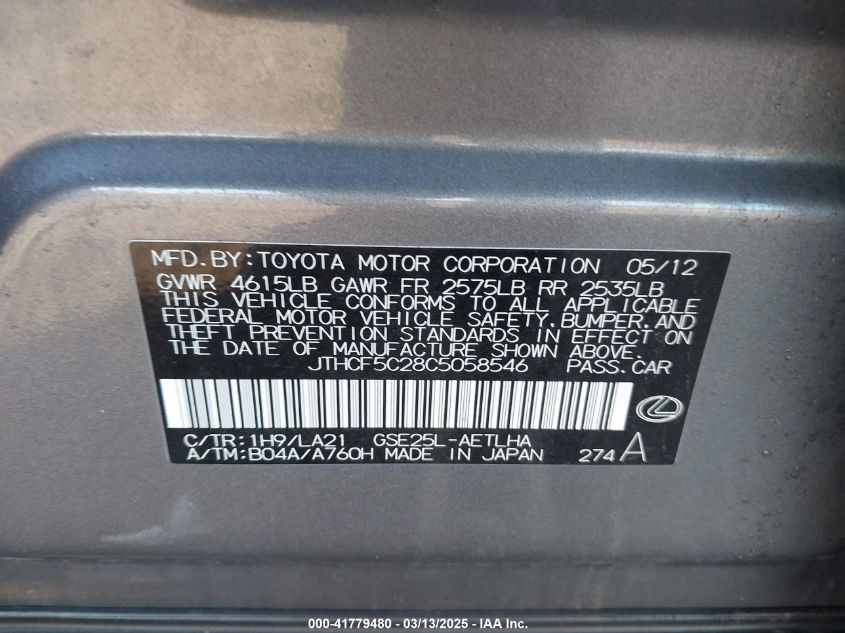 MFD. BY: TOYOTA MOTOR CORPORATION 05/12
GVWR 4615LB GAWR FR 2575LB RR 2535LB
THIS VEHICLE CONFORMS TO ALL APPLICABLE
FEDERAL MOTOR VEHICLE SAFETY, BUMPER, AND
THEFT PREVENTION STANDARDS IN EFFECT ON
THE DATE OF MANUFACTURE SHOWN ABOVE.
JTHCF5C28C5058546 PASS. CAR
C/TR: 1H9/LA21 GSE25L-AETLHA
A/TM: B04A/A760H MADE IN JAPAN 274 A
000-41779480 - 03/13/2025 - IAA Inc.